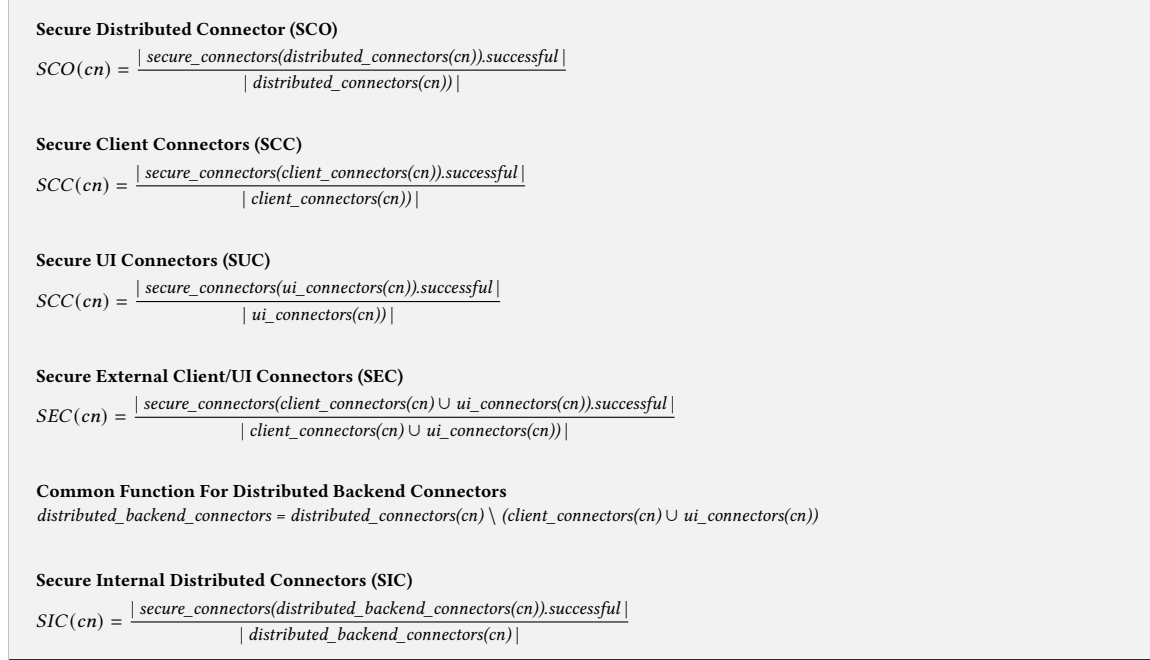 Secure Distributed Connector (SCO)
SCO(cn) = | secure_connectors(distributed_connectors(cn)).successful | / | distributed_connectors(cn)) |
Secure Client Connectors (SCC)
SCC(cn) = | secure_connectors(client_connectors(cn)).successful | / | client_connectors(cn)) |
Secure UI Connectors (SUC)
SCC(cn) = | secure_connectors(ui_connectors(cn)).successful | / | ui_connectors(cn)) |
Secure External Client/UI Connectors (SEC)
SEC(cn) = | secure_connectors(client_connectors(cn) ∪ ui_connectors(cn)).successful | / | client_connectors(cn) ∪ ui_connectors(cn)) |
Common Function For Distributed Backend Connectors
distributed_backend_connectors = distributed_connectors(cn) \ (client_connectors(cn) ∪ ui_connectors(cn))
Secure Internal Distributed Connectors (SIC)
SIC(cn) = | secure_connectors(distributed_backend_connectors(cn)).successful | / | distributed_backend_connectors(cn) |